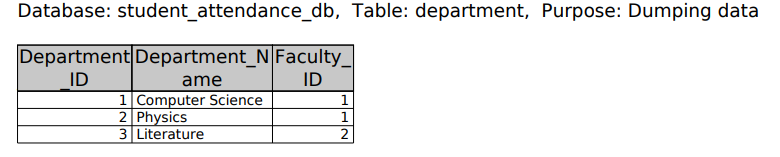 Database: student_attendance_db, Table: department, Purpose: Dumping data
Department_ID Department_Name Faculty_ID
1 Computer Science 1
2 Physics 1
3 Literature 2